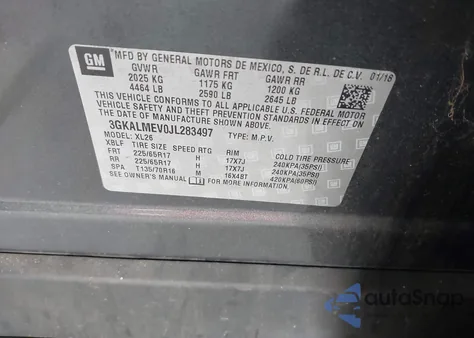 GM
MFD BY GENERAL MOTORS DE MEXICO, S. DE R.L. DE C.V. 01/18
GVWR GAWR FRT GAWR RR
2025 KG 1175 KG 1200 KG
4464 LB 2590 LB 2645 LB
THIS VEHICLE CONFORMS TO ALL APPLICABLE U.S. FEDERAL MOTOR
VEHICLE SAFETY AND THEFT PREVENTION STANDARDS IN EFFECT ON
THE DATE OF MANUFACTURE SHOWN ABOVE.
3GKALMEV0JL283497 TYPE: M.P.V.
MODEL: XL26
XBLF TIRE SIZE SPEED RTG RIM COLD TIRE PRESSURE
FRT 225/65R17 H 17X7J 240KPA(35PSI)
RR 225/65R17 H 17X7J 240KPA(35PSI)
SPA T135/70R16 M 16X4BT 420KPA(60PSI)
SEE OWNER'S MANUAL
AutoSnap